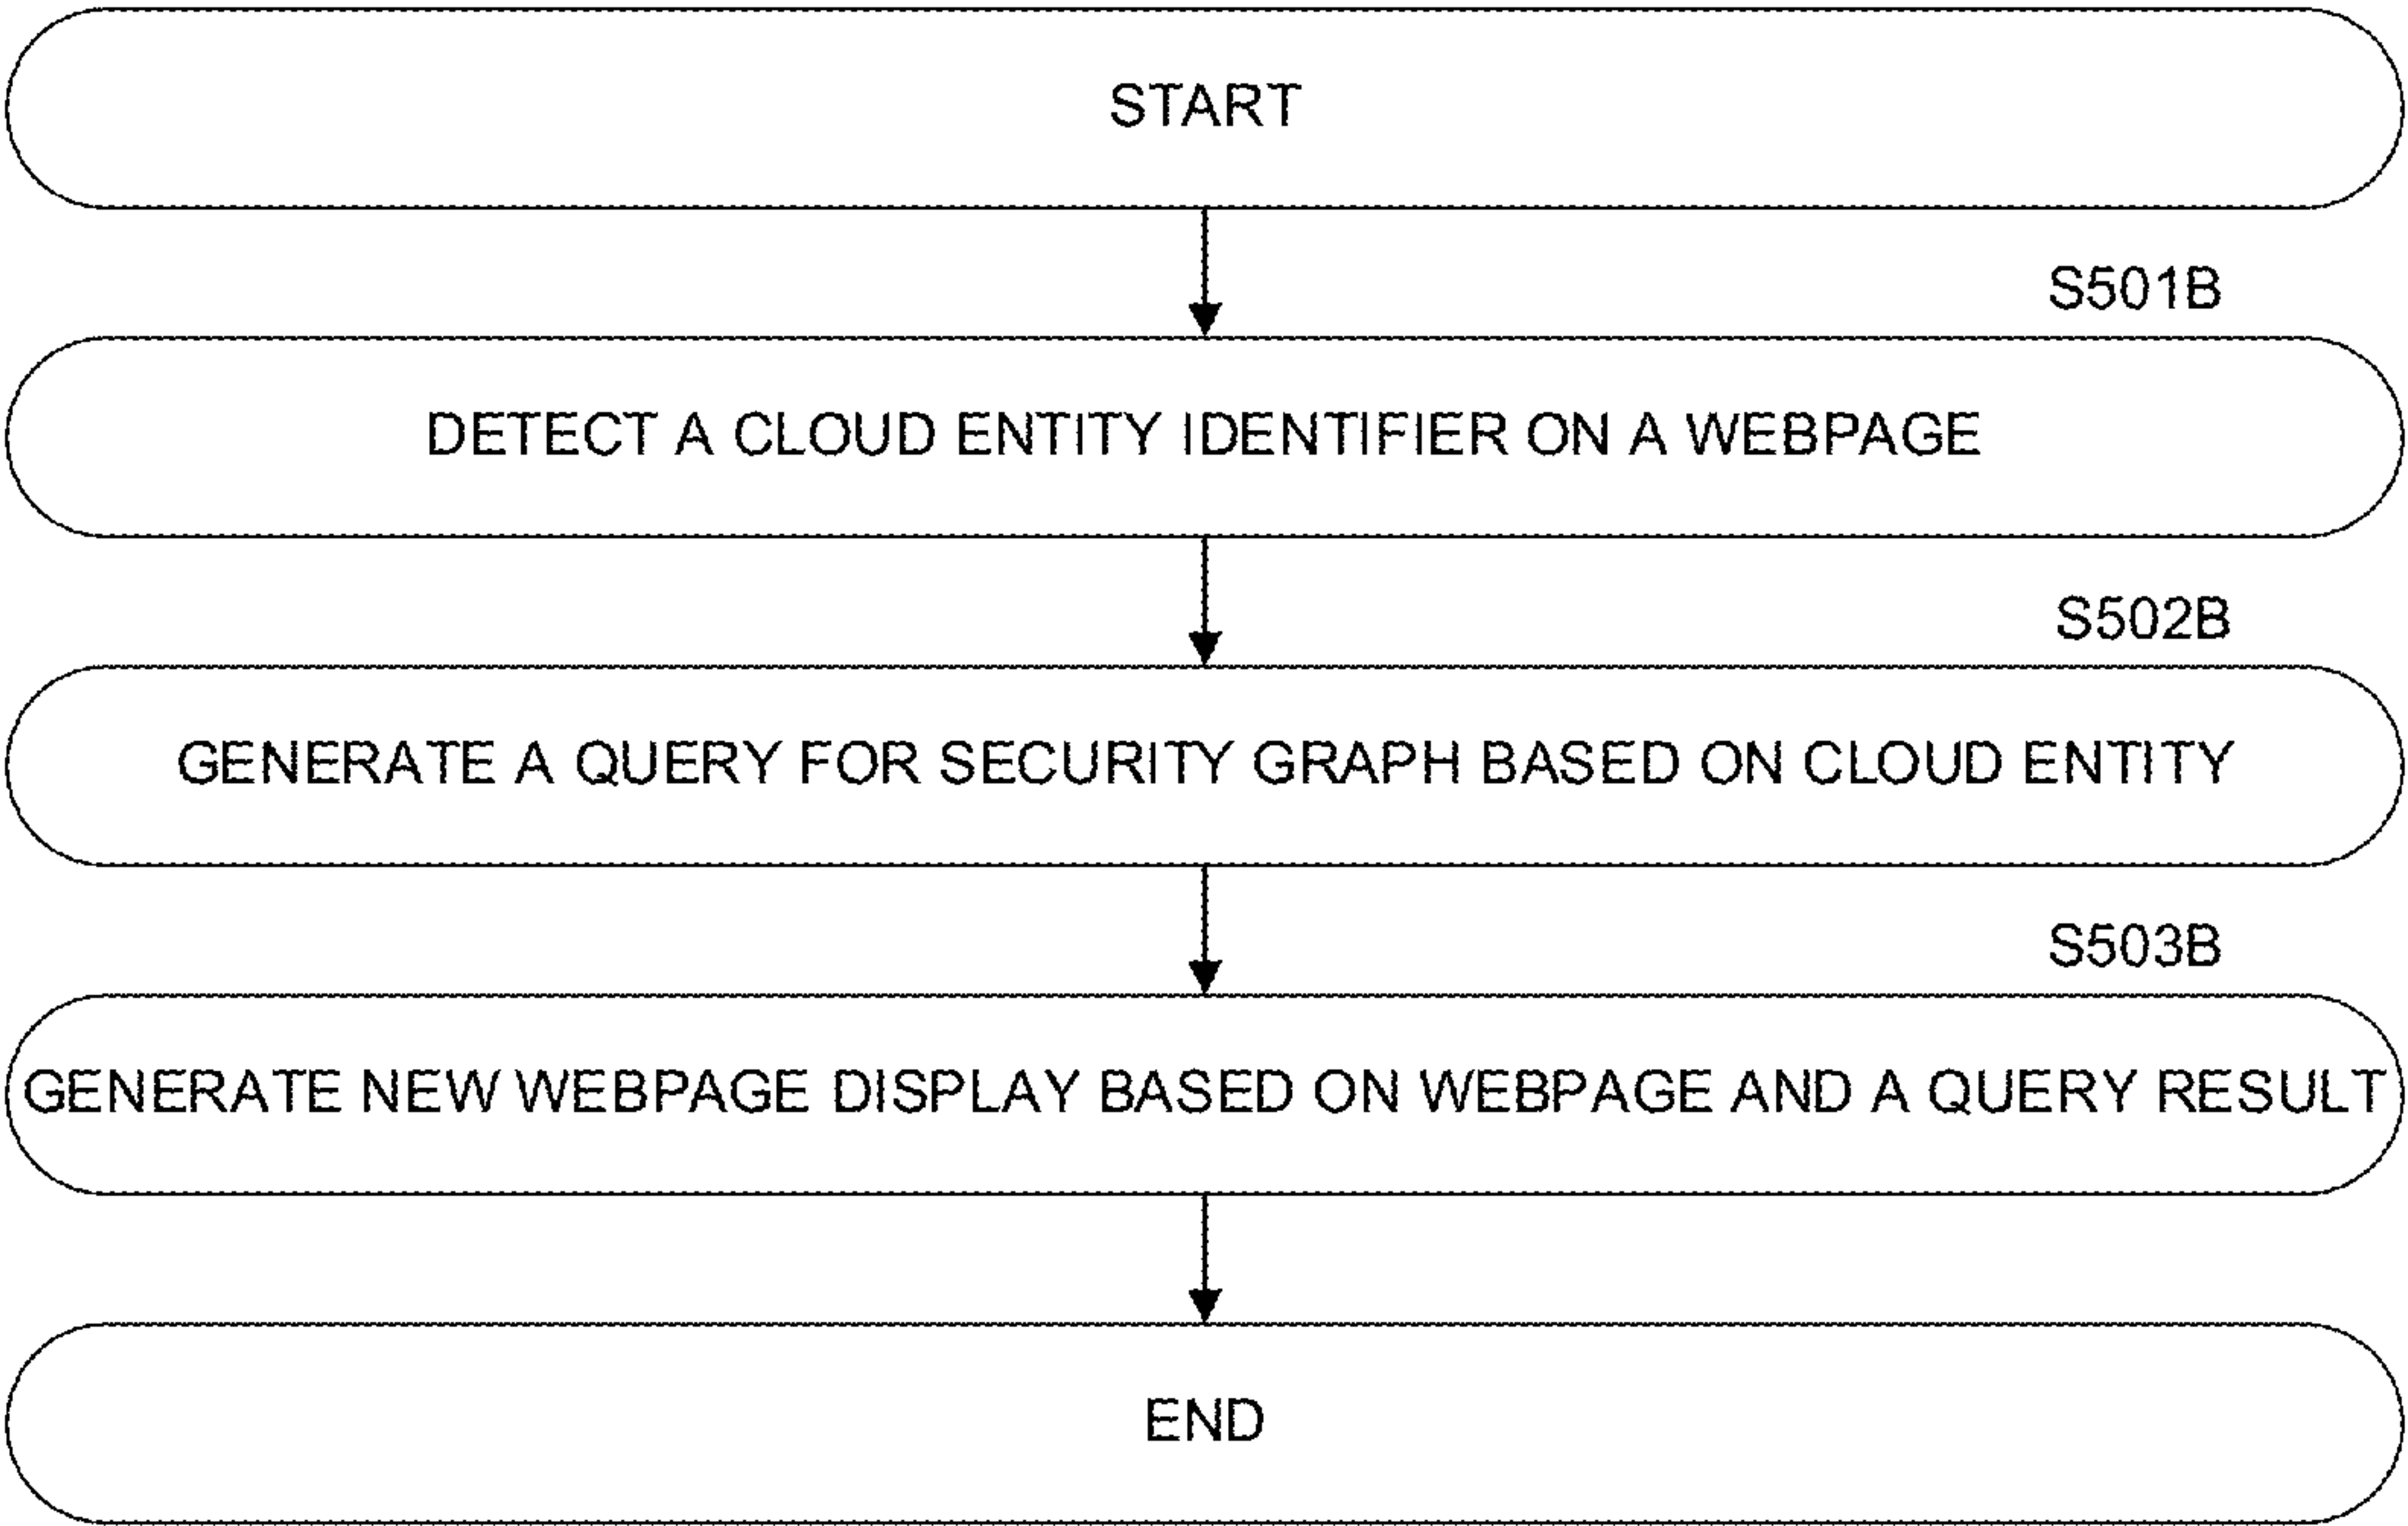 START
S501B
DETECT A CLOUD ENTITY IDENTIFIER ON A WEBPAGE
S502B
GENERATE A QUERY FOR SECURITY GRAPH BASED ON CLOUD ENTITY
S503B
GENERATE NEW WEBPAGE DISPLAY BASED ON WEBPAGE AND A QUERY RESULT
END